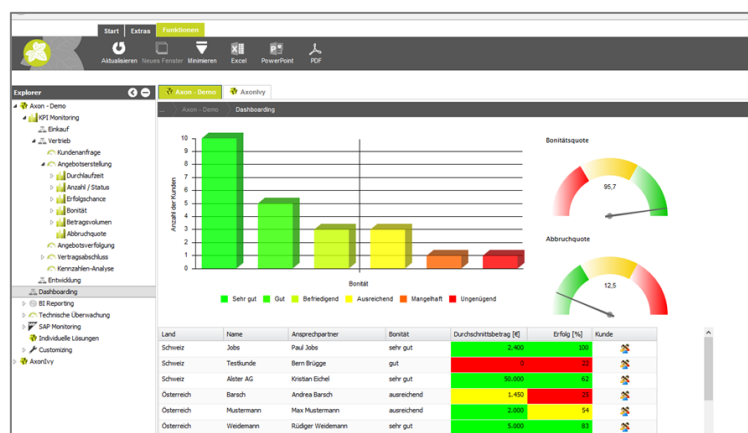 Start Extras Funktionen
Aktualisieren Neues Fenster Minimieren Excel PowerPoint PDF
Explorer
Axon - Demo
KPI Monitoring
Einkauf
Vertrieb
Kundenanfrage
Angebotserstellung
Durchlaufzeit
Anzahl / Status
Erfolgschance
Bonität
Betragsvolumen
Abbruchquote
Angebotsverfolgung
Vertragsabschluss
Kennzahlen-Analyse
Entwicklung
Dashboarding
BI Reporting
Technische Überwachung
SAP Monitoring
Individuelle Lösungen
Customizing
AxonIvy
Axon - Demo AxonIvy
... Axon - Demo Dashboarding
Anzahl der Kunden
10
9
8
7
6
5
4
3
2
1
0
Bonität
Sehr gut Gut Befriedigend Ausreichend Mangelhaft Ungenügend
Bonitätsquote
95,7
Abbruchquote
12,5
Land Name Ansprechpartner Bonität Durchschnittsbetrag [€] Erfolg [%] Kunde
Schweiz Jobs Paul Jobs sehr gut 2.400 100
Schweiz Testkunde Bern Brügge gut 0
Schweiz Alster AG Kristian Eichel sehr gut 50.000 62
Österreich Barsch Andrea Barsch ausreichend 1.450 25
Österreich Mustermann Max Mustermann ausreichend 2.000 54
Österreich Weidemann Rüdiger Weidemann sehr gut 5.000 83